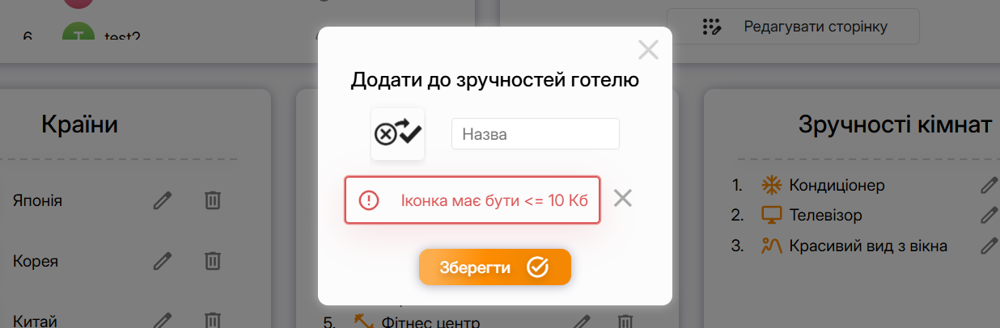 6. T test2
Редагувати сторінку
Додати до зручностей готелю
Назва
Іконка має бути <= 10 Кб
Зберегти
Країни
Японія
Корея
Китай
5. Фітнес центр
Зручності кімнат
1. Кондиціонер
2. Телевізор
3. Красивий вид з вікна